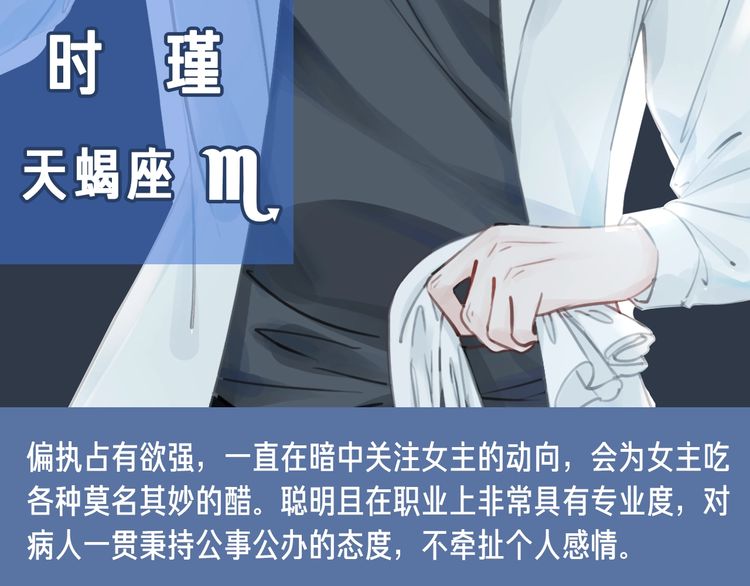 时 瑾
天蝎座 ♏
偏执占有欲强，一直在暗中关注女主的动向，会为女主吃
各种莫名其妙的醋。聪明且在职业上非常具有专业度，对
病人一贯秉持公事公办的态度，不牵扯个人感情。